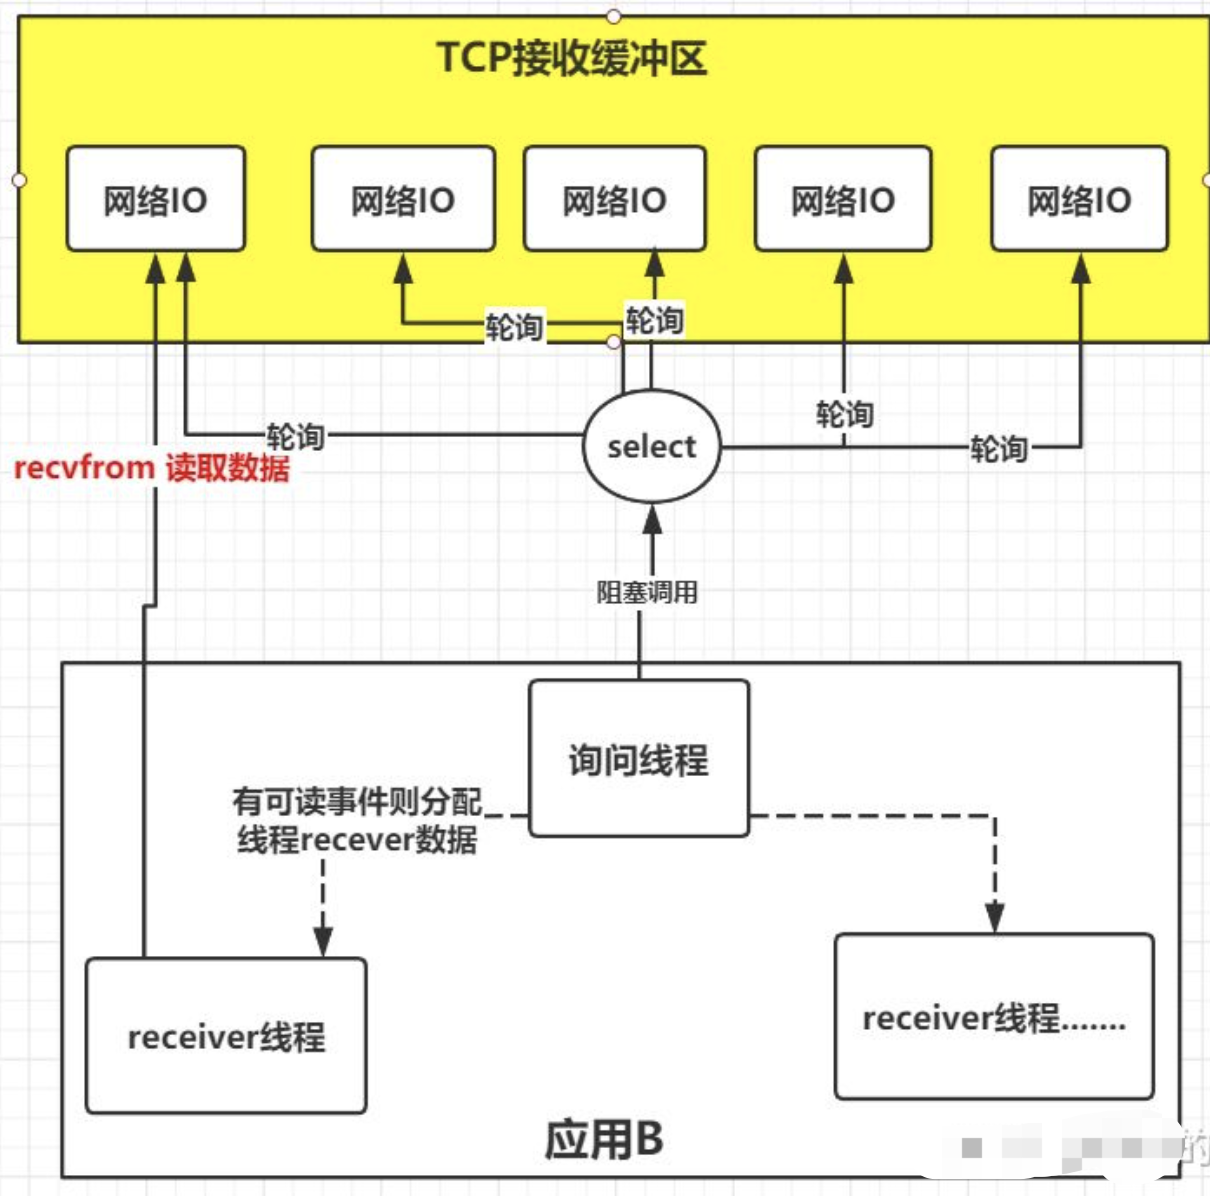 TCP接收缓冲区
网络IO
网络IO
网络IO
网络IO
网络IO
轮询
轮询
轮询
轮询
轮询
select
recvfrom 读取数据
阻塞调用
询问线程
有可读事件则分配
线程recever数据
receiver线程
receiver线程.......
应用B
的